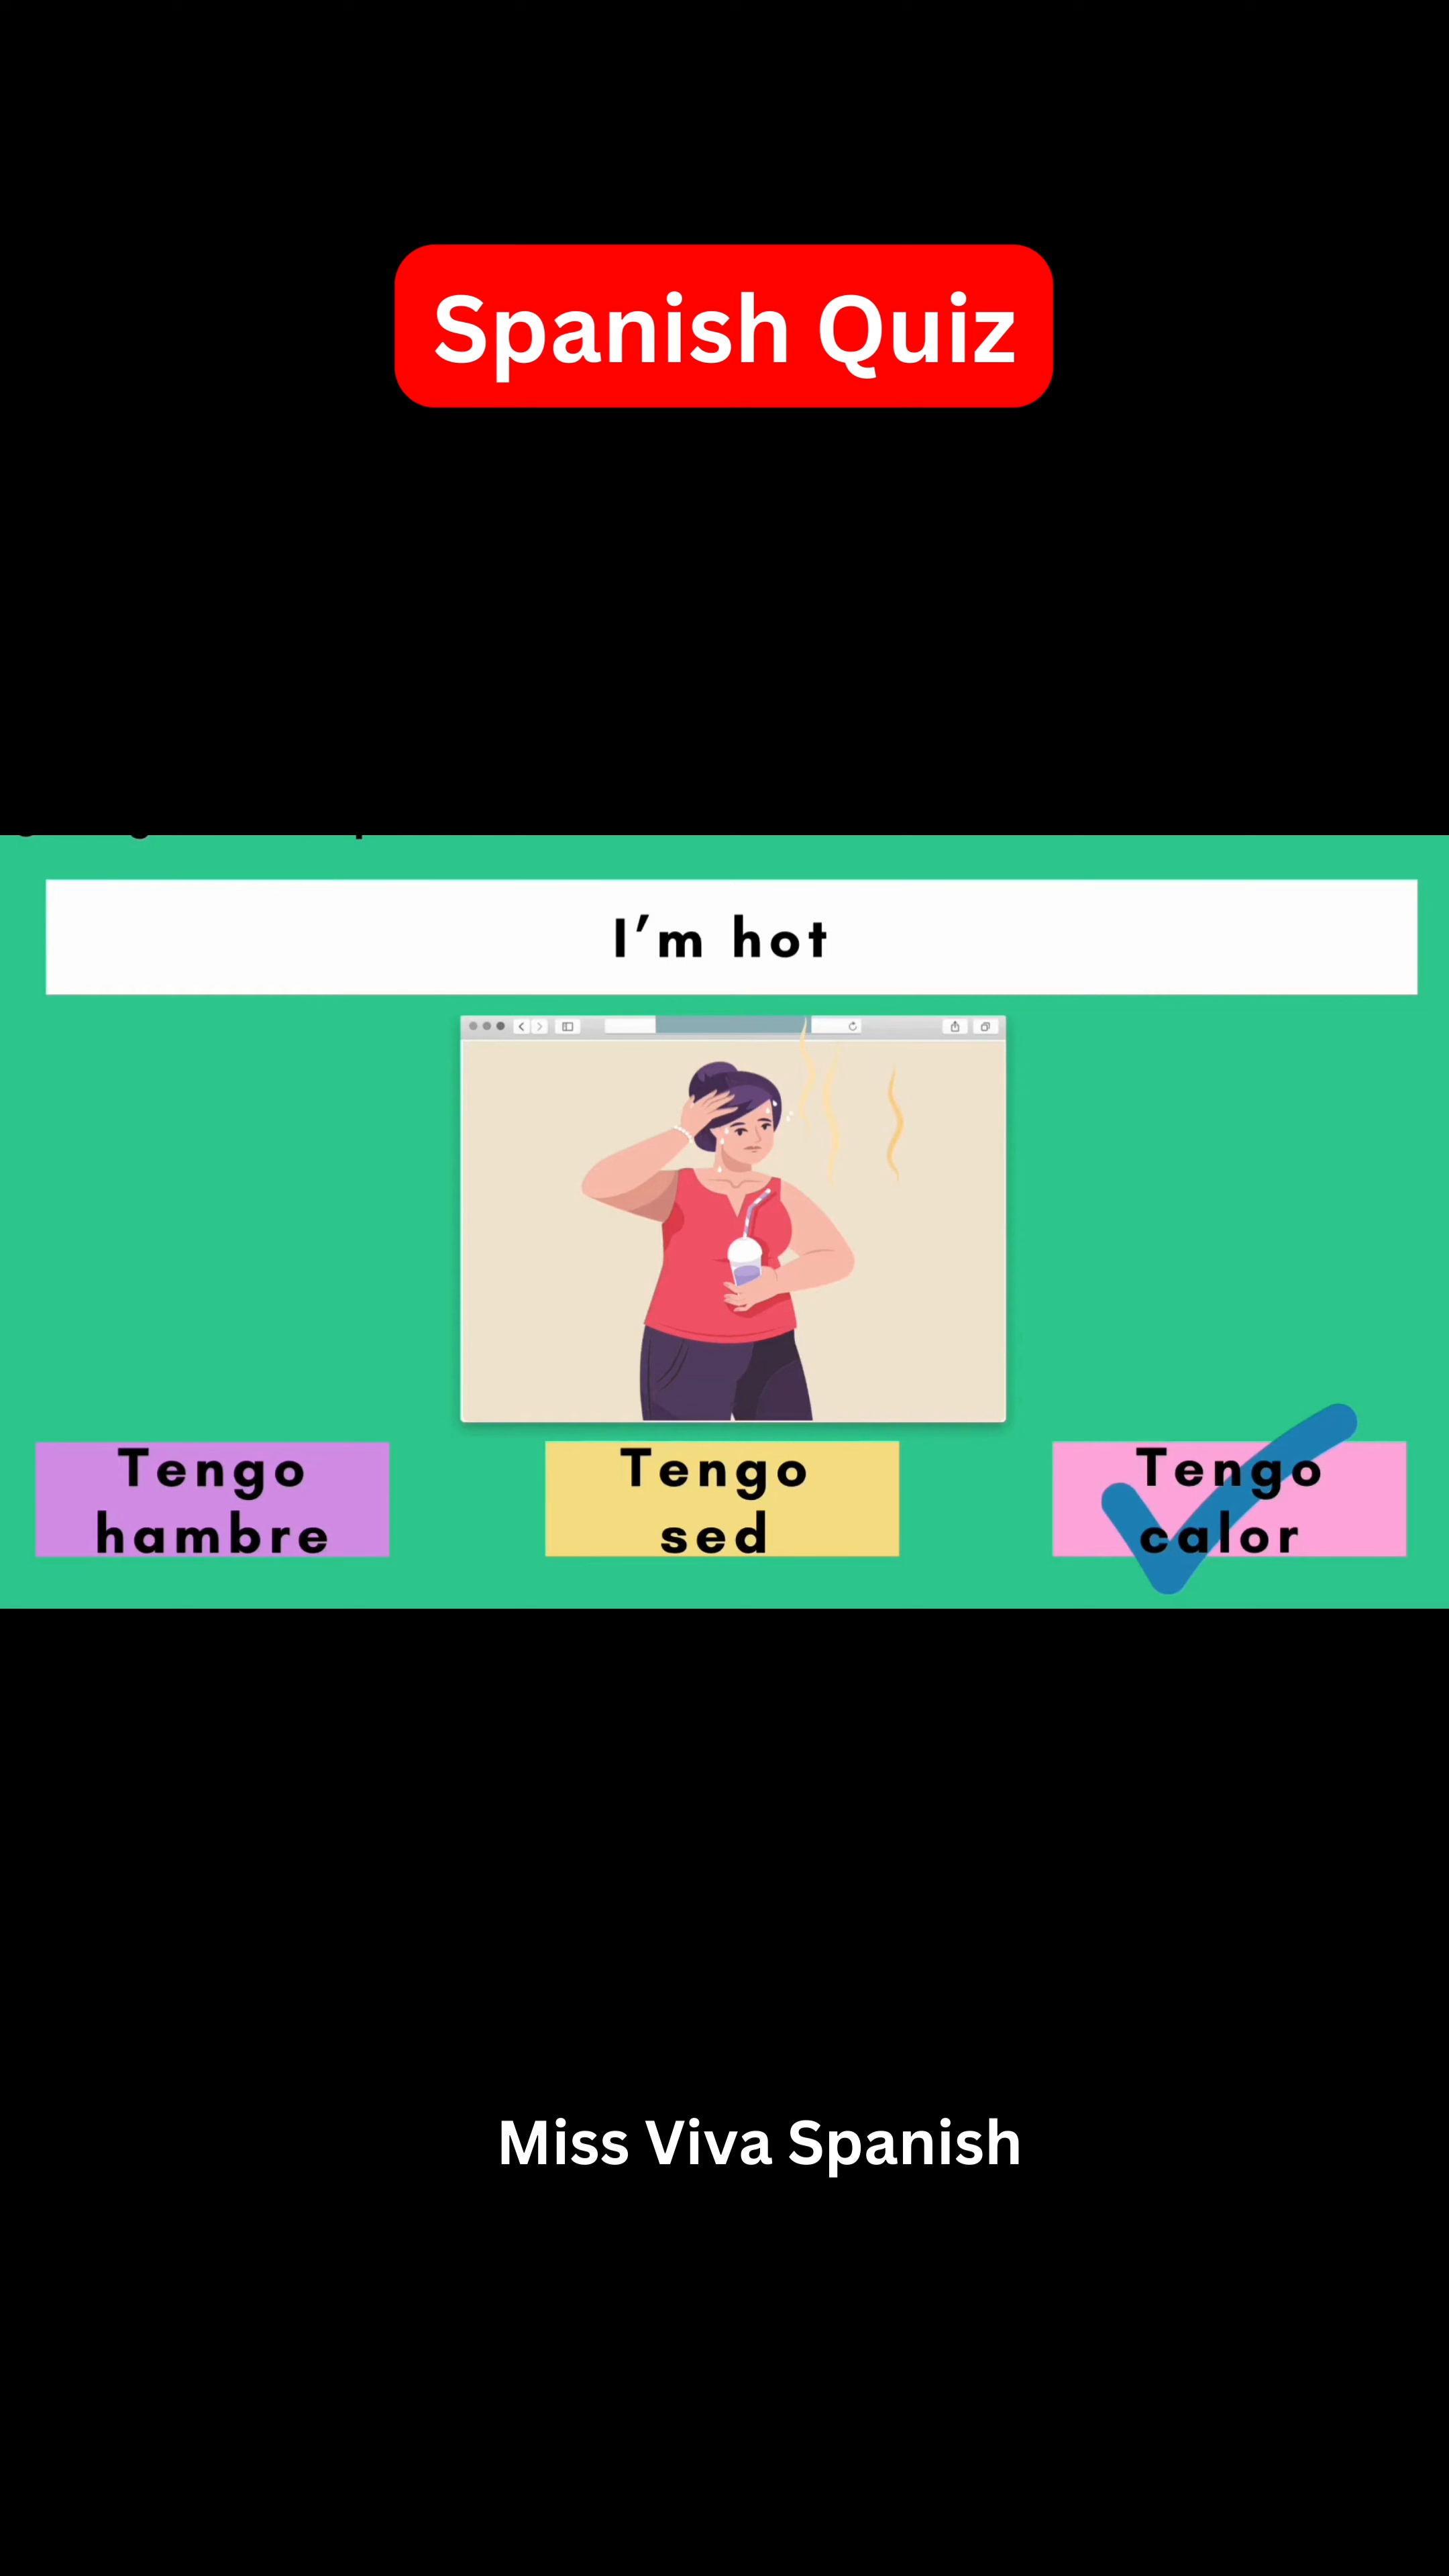 Spanish Quiz
I’m hot
Tengo
hambre
Tengo
sed
Tengo
calor
Miss Viva Spanish